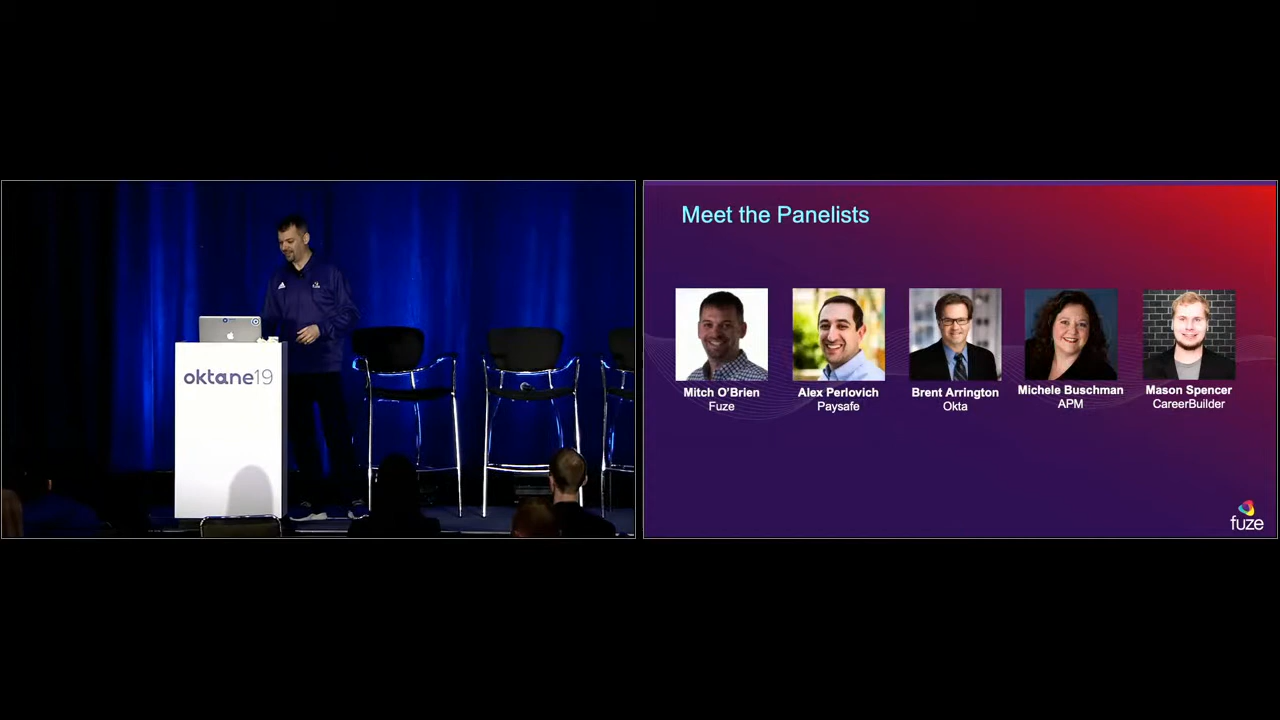 oktane19
Meet the Panelists
Mitch O'Brien
Fuze
Alex Perlovich
Paysafe
Brent Arrington
Okta
Michele Buschman
APM
Mason Spencer
CareerBuilder
fuze